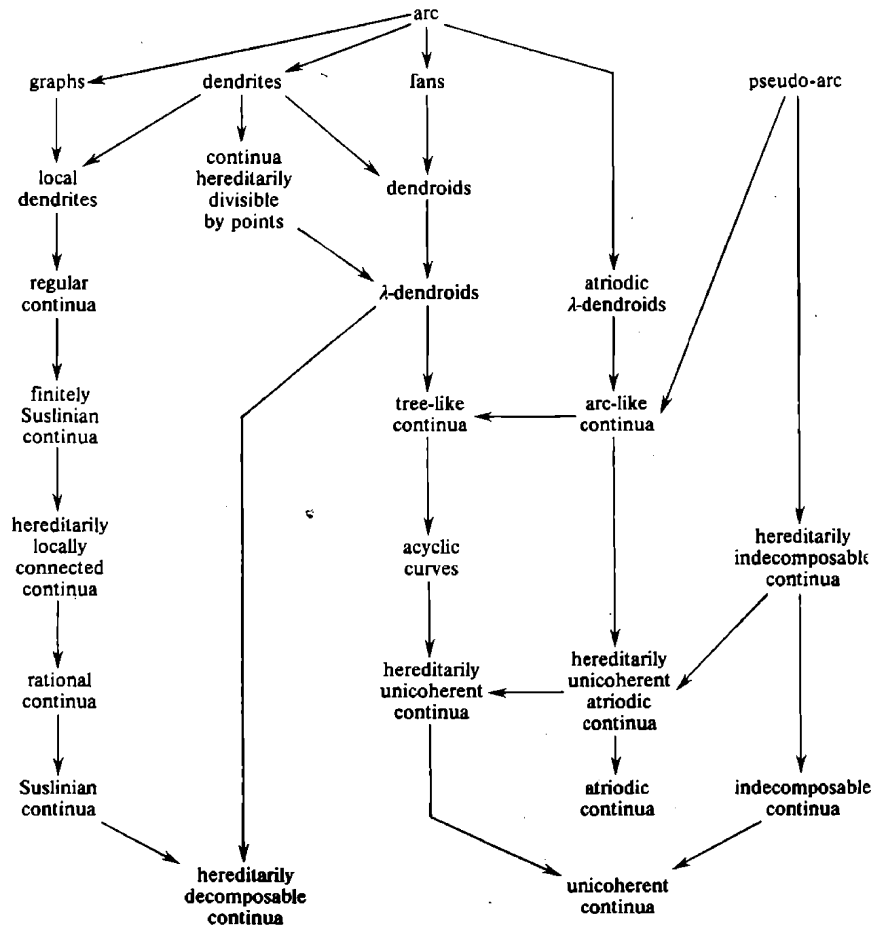 arc
graphs
dendrites
fans
pseudo-arc
local
dendrites
continua
hereditarily
divisible
by points
dendroids
regular
continua
λ-dendroids
atriodic
λ-dendroids
finitely
Suslinian
continua
tree-like
continua
arc-like
continua
hereditarily
locally
connected
continua
acyclic
curves
hereditarily
indecomposable
continua
rational
continua
hereditarily
unicoherent
continua
hereditarily
unicoherent
atriodic
continua
Suslinian
continua
atriodic
continua
indecomposable
continua
hereditarily
decomposable
continua
unicoherent
continua